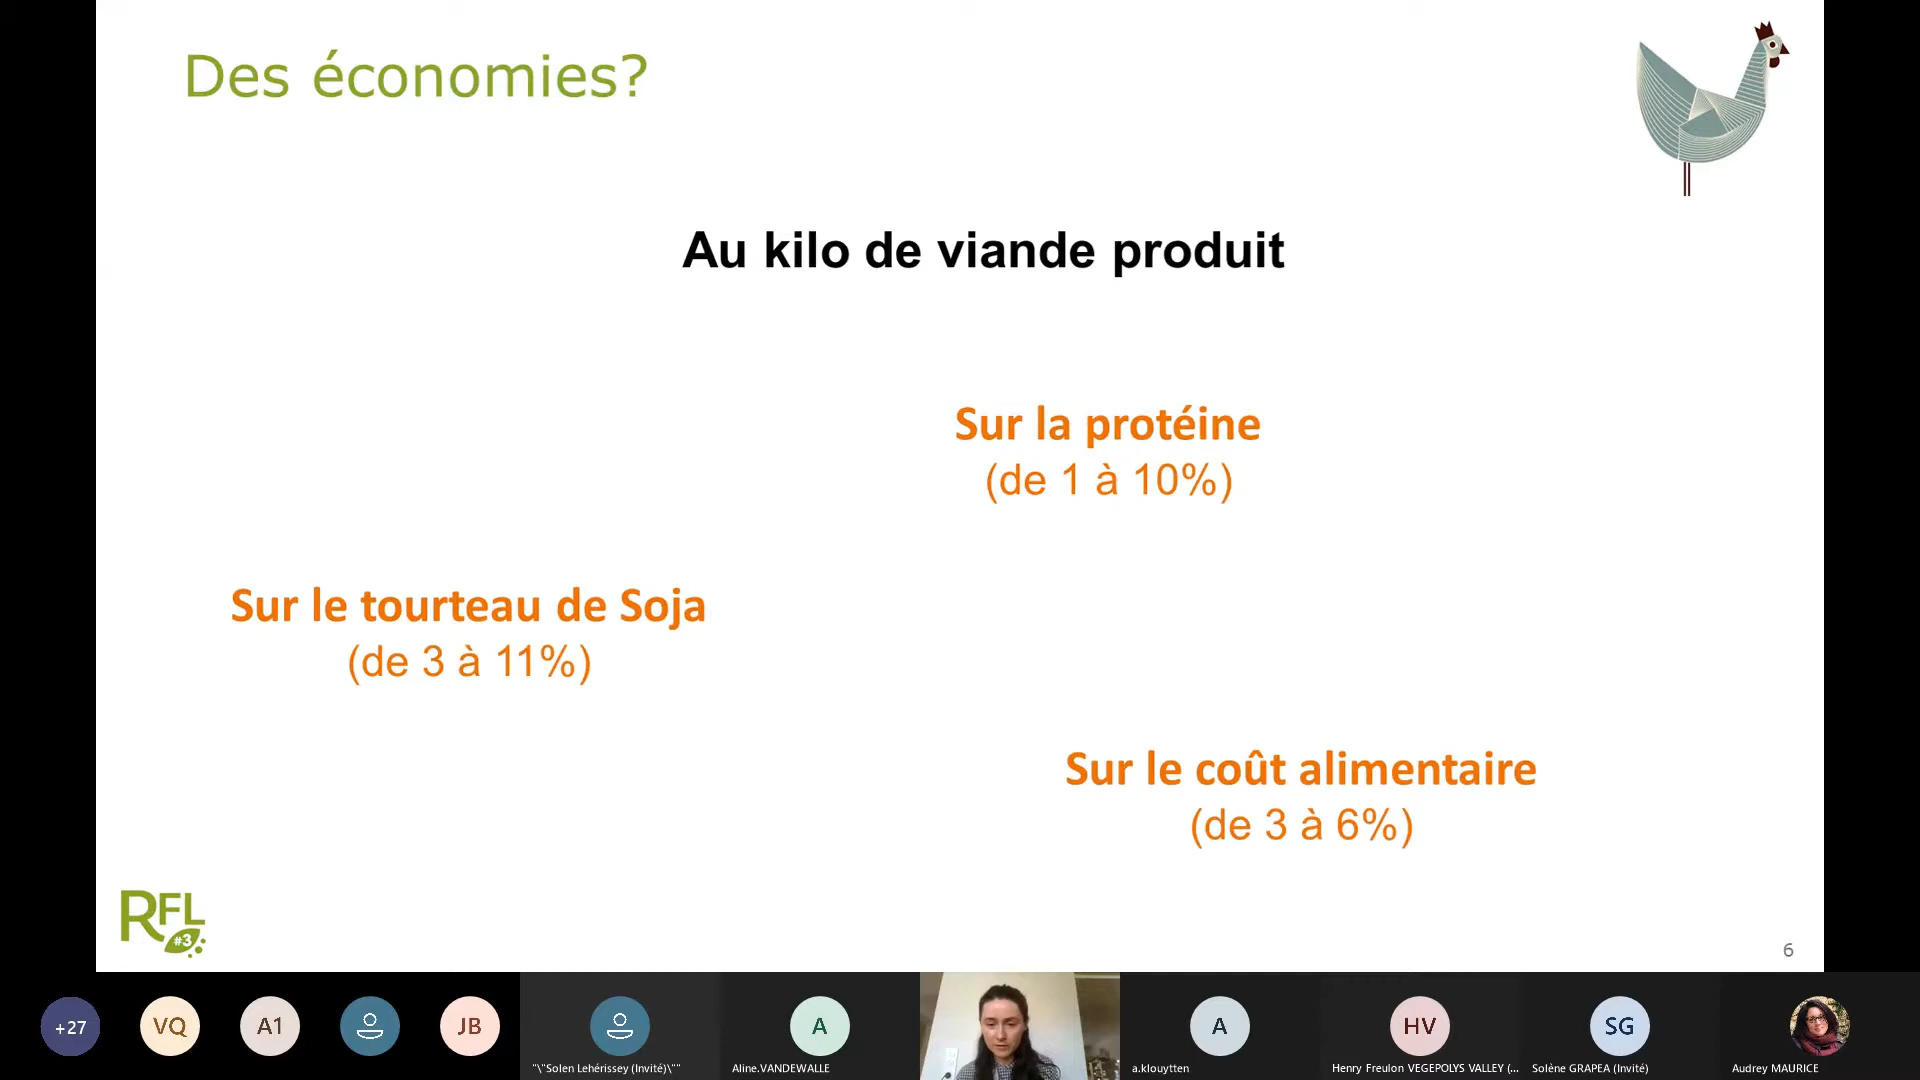 Des économies?
Au kilo de viande produit
Sur la protéine
(de 1 à 10%)
Sur le tourteau de Soja
(de 3 à 11%)
Sur le coût alimentaire
(de 3 à 6%)
RFL
#3
6
+27
VQ
A1
JB
"\"Solen Lehérissey (Invité)\""
A
Aline.VANDEWALLE
A
a.klouytten
HV
Henry Freulon VEGEPOLYS VALLEY (...
SG
Solène GRAPEA (Invité)
Audrey MAURICE